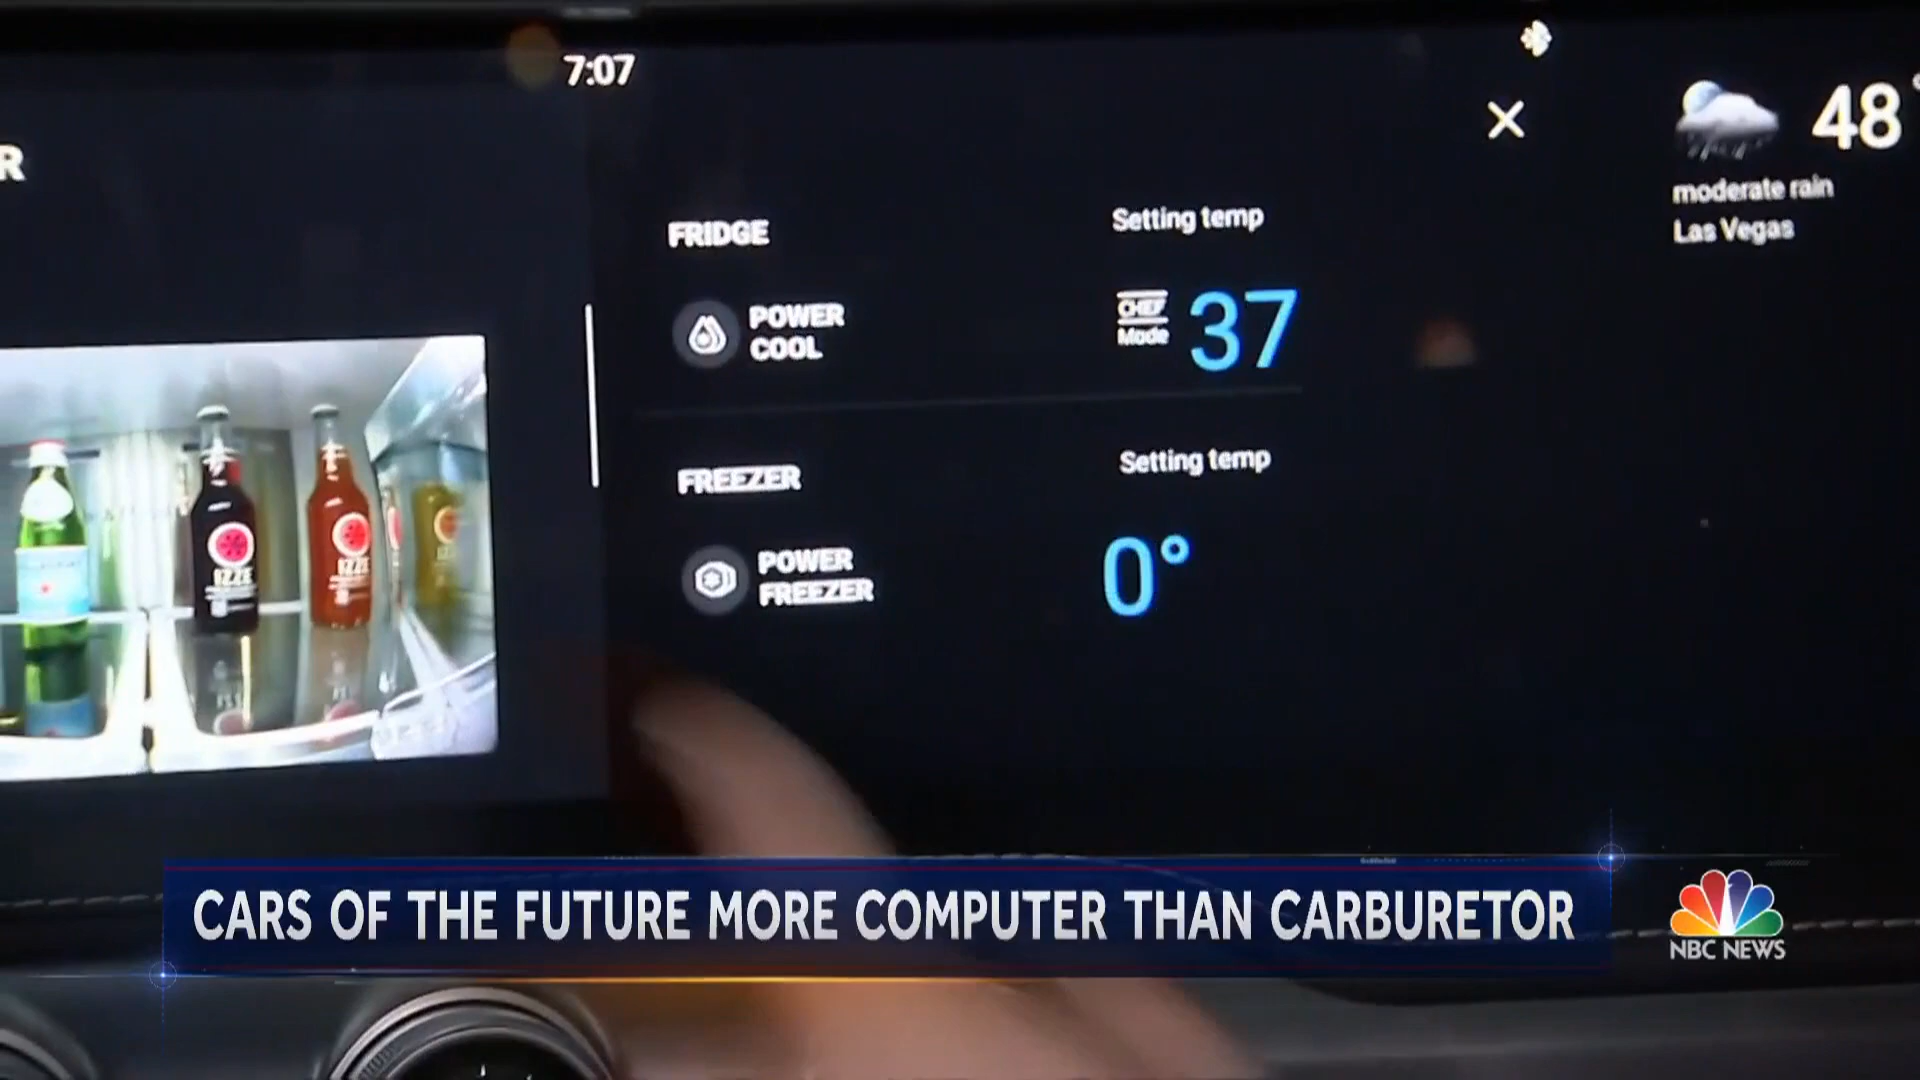 7:07
R
48°
moderate rain
Las Vegas
FRIDGE
Setting temp
POWER
COOL
CHEF
Mode
37
FREEZER
Setting temp
POWER
FREEZER
0°
IZZE
IZZE
CARS OF THE FUTURE MORE COMPUTER THAN CARBURETOR
NBC NEWS